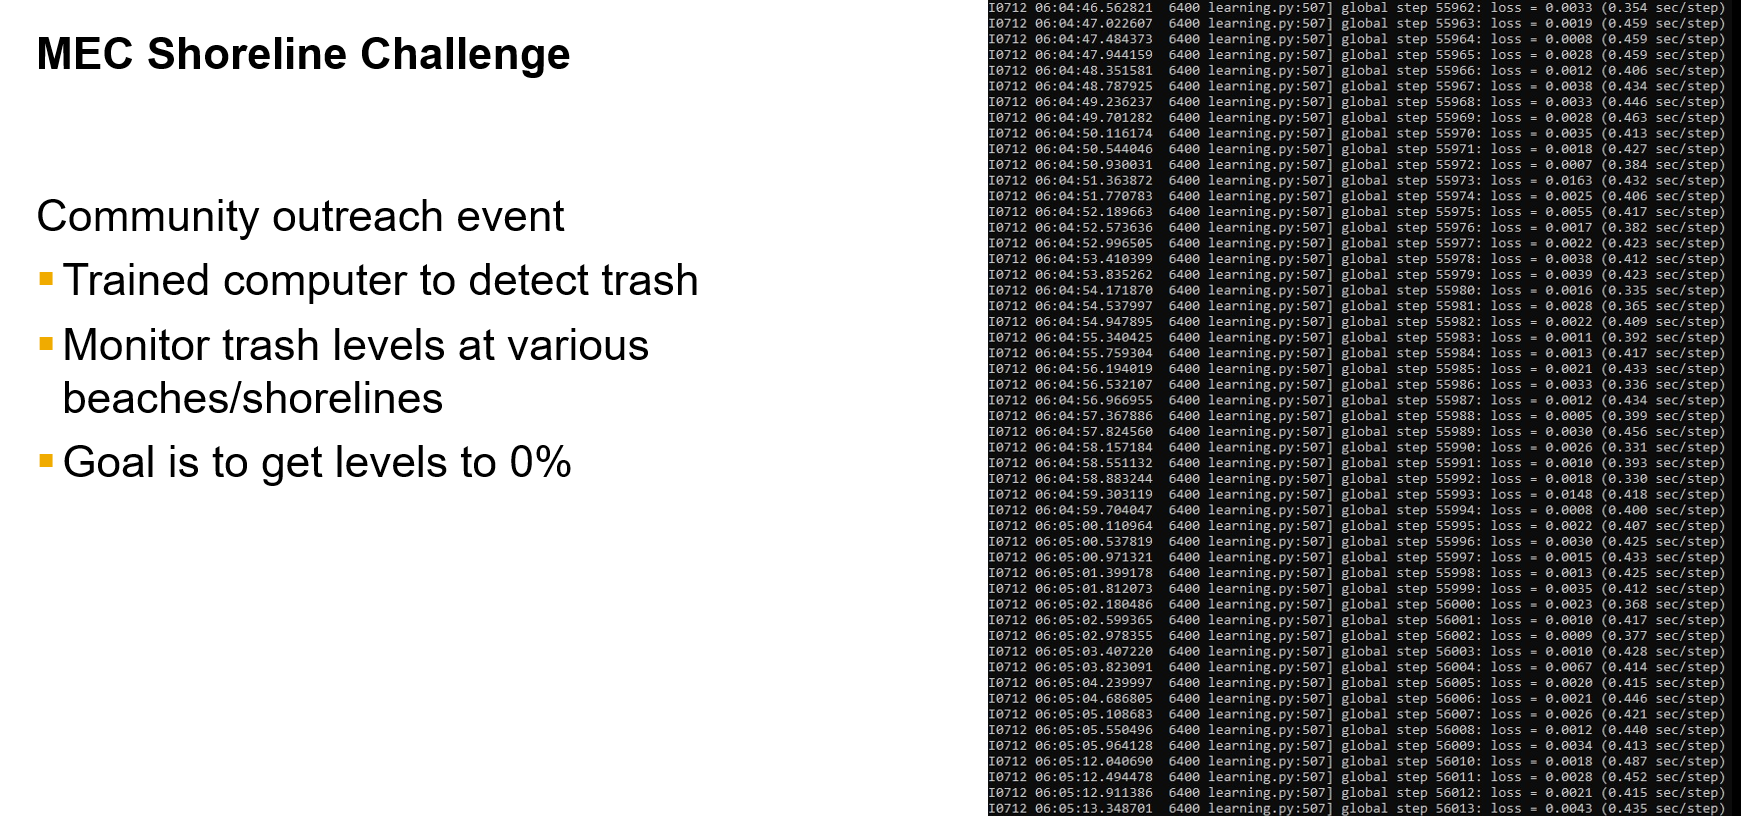 MEC Shoreline Challenge
Community outreach event
Trained computer to detect trash
Monitor trash levels at various
beaches/shorelines
Goal is to get levels to 0%
I0712 06:04:46.562821  6400 learning.py:507] global step 55962: loss = 0.0033 (0.354 sec/step)
I0712 06:04:47.022607  6400 learning.py:507] global step 55963: loss = 0.0019 (0.459 sec/step)
I0712 06:04:47.484373  6400 learning.py:507] global step 55964: loss = 0.0008 (0.459 sec/step)
I0712 06:04:47.944159  6400 learning.py:507] global step 55965: loss = 0.0028 (0.459 sec/step)
I0712 06:04:48.351581  6400 learning.py:507] global step 55966: loss = 0.0012 (0.406 sec/step)
I0712 06:04:48.787925  6400 learning.py:507] global step 55967: loss = 0.0038 (0.434 sec/step)
I0712 06:04:49.236237  6400 learning.py:507] global step 55968: loss = 0.0033 (0.446 sec/step)
I0712 06:04:49.701282  6400 learning.py:507] global step 55969: loss = 0.0028 (0.463 sec/step)
I0712 06:04:50.116174  6400 learning.py:507] global step 55970: loss = 0.0035 (0.413 sec/step)
I0712 06:04:50.544046  6400 learning.py:507] global step 55971: loss = 0.0018 (0.427 sec/step)
I0712 06:04:50.930031  6400 learning.py:507] global step 55972: loss = 0.0007 (0.384 sec/step)
I0712 06:04:51.363872  6400 learning.py:507] global step 55973: loss = 0.0163 (0.432 sec/step)
I0712 06:04:51.770783  6400 learning.py:507] global step 55974: loss = 0.0025 (0.406 sec/step)
I0712 06:04:52.189663  6400 learning.py:507] global step 55975: loss = 0.0055 (0.417 sec/step)
I0712 06:04:52.573636  6400 learning.py:507] global step 55976: loss = 0.0017 (0.382 sec/step)
I0712 06:04:52.996505  6400 learning.py:507] global step 55977: loss = 0.0022 (0.423 sec/step)
I0712 06:04:53.410399  6400 learning.py:507] global step 55978: loss = 0.0038 (0.412 sec/step)
I0712 06:04:53.835262  6400 learning.py:507] global step 55979: loss = 0.0039 (0.423 sec/step)
I0712 06:04:54.171870  6400 learning.py:507] global step 55980: loss = 0.0016 (0.335 sec/step)
I0712 06:04:54.537997  6400 learning.py:507] global step 55981: loss = 0.0028 (0.365 sec/step)
I0712 06:04:54.947895  6400 learning.py:507] global step 55982: loss = 0.0022 (0.409 sec/step)
I0712 06:04:55.340425  6400 learning.py:507] global step 55983: loss = 0.0011 (0.392 sec/step)
I0712 06:04:55.759304  6400 learning.py:507] global step 55984: loss = 0.0013 (0.417 sec/step)
I0712 06:04:56.194019  6400 learning.py:507] global step 55985: loss = 0.0021 (0.433 sec/step)
I0712 06:04:56.532107  6400 learning.py:507] global step 55986: loss = 0.0033 (0.336 sec/step)
I0712 06:04:56.966955  6400 learning.py:507] global step 55987: loss = 0.0012 (0.434 sec/step)
I0712 06:04:57.367886  6400 learning.py:507] global step 55988: loss = 0.0005 (0.399 sec/step)
I0712 06:04:57.824560  6400 learning.py:507] global step 55989: loss = 0.0030 (0.456 sec/step)
I0712 06:04:58.157184  6400 learning.py:507] global step 55990: loss = 0.0026 (0.331 sec/step)
I0712 06:04:58.551132  6400 learning.py:507] global step 55991: loss = 0.0010 (0.393 sec/step)
I0712 06:04:58.883244  6400 learning.py:507] global step 55992: loss = 0.0018 (0.330 sec/step)
I0712 06:04:59.303119  6400 learning.py:507] global step 55993: loss = 0.0148 (0.418 sec/step)
I0712 06:04:59.704047  6400 learning.py:507] global step 55994: loss = 0.0008 (0.400 sec/step)
I0712 06:05:00.110964  6400 learning.py:507] global step 55995: loss = 0.0022 (0.407 sec/step)
I0712 06:05:00.537819  6400 learning.py:507] global step 55996: loss = 0.0030 (0.425 sec/step)
I0712 06:05:00.971321  6400 learning.py:507] global step 55997: loss = 0.0015 (0.433 sec/step)
I0712 06:05:01.399178  6400 learning.py:507] global step 55998: loss = 0.0013 (0.425 sec/step)
I0712 06:05:01.812073  6400 learning.py:507] global step 55999: loss = 0.0035 (0.412 sec/step)
I0712 06:05:02.180486  6400 learning.py:507] global step 56000: loss = 0.0023 (0.368 sec/step)
I0712 06:05:02.599365  6400 learning.py:507] global step 56001: loss = 0.0010 (0.417 sec/step)
I0712 06:05:02.978355  6400 learning.py:507] global step 56002: loss = 0.0009 (0.377 sec/step)
I0712 06:05:03.407220  6400 learning.py:507] global step 56003: loss = 0.0010 (0.428 sec/step)
I0712 06:05:03.823091  6400 learning.py:507] global step 56004: loss = 0.0067 (0.414 sec/step)
I0712 06:05:04.239997  6400 learning.py:507] global step 56005: loss = 0.0020 (0.415 sec/step)
I0712 06:05:04.686805  6400 learning.py:507] global step 56006: loss = 0.0021 (0.446 sec/step)
I0712 06:05:05.108683  6400 learning.py:507] global step 56007: loss = 0.0026 (0.421 sec/step)
I0712 06:05:05.550496  6400 learning.py:507] global step 56008: loss = 0.0012 (0.440 sec/step)
I0712 06:05:05.964128  6400 learning.py:507] global step 56009: loss = 0.0034 (0.413 sec/step)
I0712 06:05:12.040690  6400 learning.py:507] global step 56010: loss = 0.0018 (0.487 sec/step)
I0712 06:05:12.494478  6400 learning.py:507] global step 56011: loss = 0.0028 (0.452 sec/step)
I0712 06:05:12.911386  6400 learning.py:507] global step 56012: loss = 0.0021 (0.415 sec/step)
I0712 06:05:13.348701  6400 learning.py:507] global step 56013: loss = 0.0043 (0.435 sec/step)